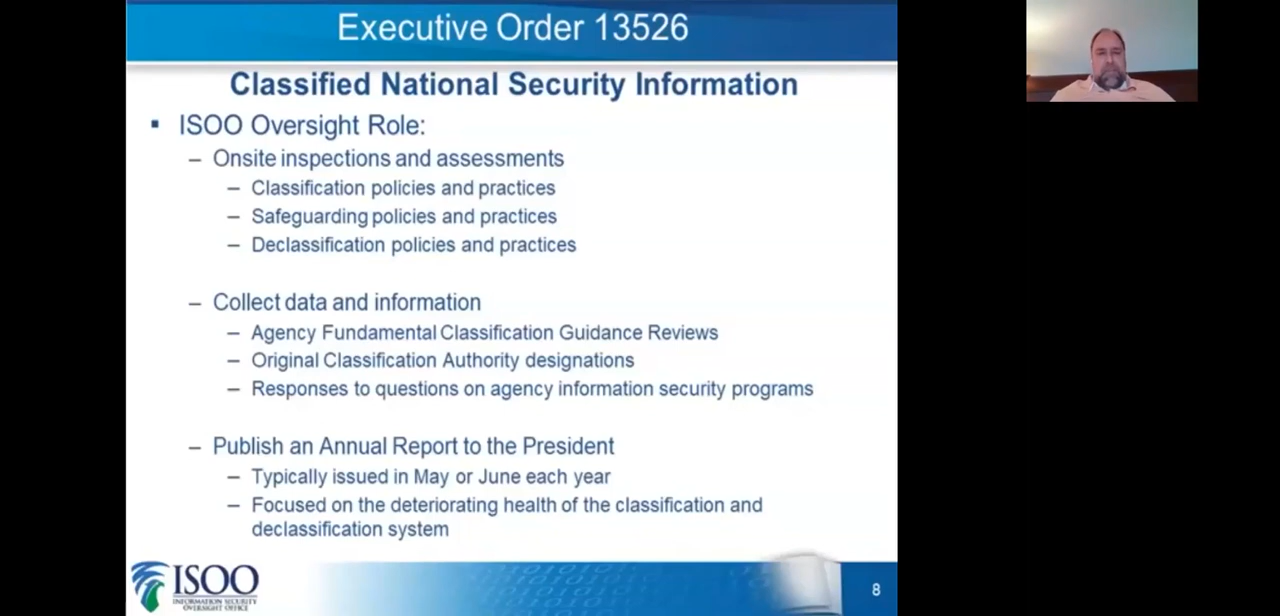 Executive Order 13526
Classified National Security Information
▪ ISOO Oversight Role:
– Onsite inspections and assessments
– Classification policies and practices
– Safeguarding policies and practices
– Declassification policies and practices
– Collect data and information
– Agency Fundamental Classification Guidance Reviews
– Original Classification Authority designations
– Responses to questions on agency information security programs
– Publish an Annual Report to the President
– Typically issued in May or June each year
– Focused on the deteriorating health of the classification and
declassification system
ISOO
INFORMATION SECURITY
OVERSIGHT OFFICE
8